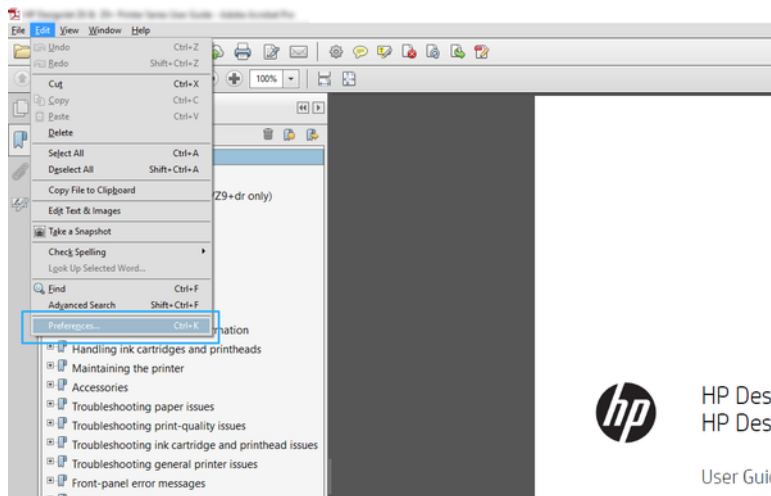 File Edit View Window Help
Undo Ctrl+Z
Redo Shift+Ctrl+Z
100%
Cut Ctrl+X
Copy Ctrl+C
Paste Ctrl+V
Delete
Select All Ctrl+A
Deselect All Shift+Ctrl+A
Copy File to Clipboard
/Z9+dr only)
Edit Text & Images
Take a Snapshot
Check Spelling
Look Up Selected Word...
Find Ctrl+F
Advanced Search Shift+Ctrl+F
Preferences... Ctrl+K
mation
Handling ink cartridges and printheads
Maintaining the printer
Accessories
Troubleshooting paper issues
Troubleshooting print-quality issues
Troubleshooting ink cartridge and printhead issues
Troubleshooting general printer issues
Front-panel error messages
hp
HP Des
HP Des
User Gui